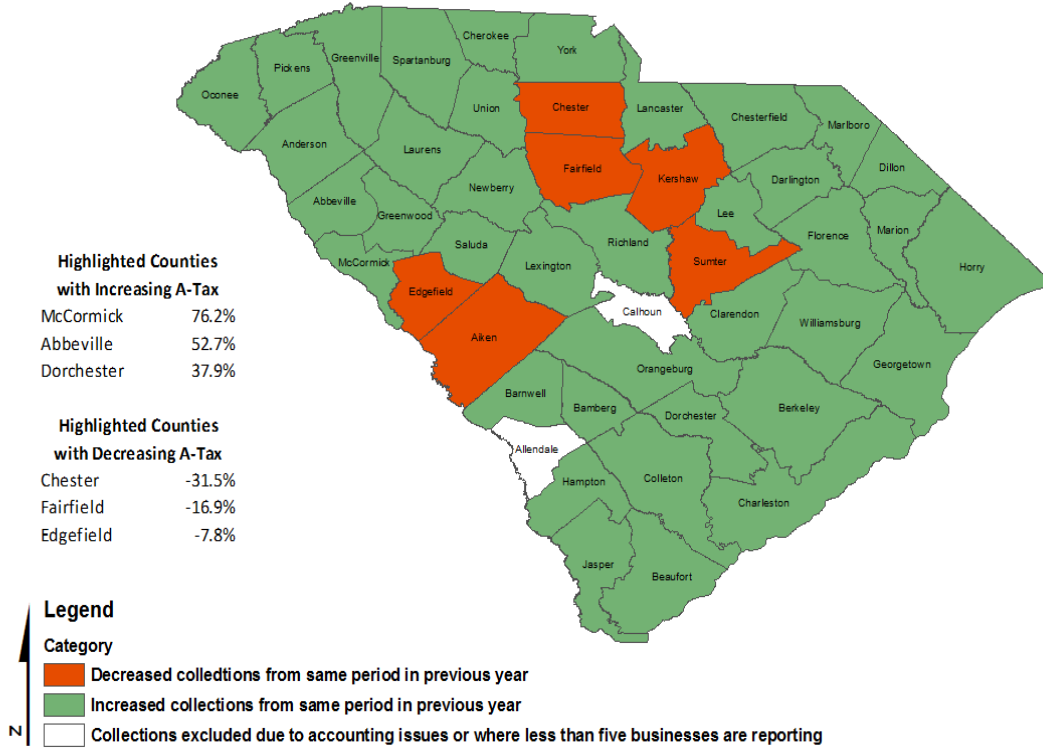 Cherokee
York
Greenville
Spartanburg
Pickens
Oconee
Union
Chester
Lancaster
Chesterfield
Marlboro
Anderson
Laurens
Fairfield
Kershaw
Darlington
Dillon
Newberry
Abbeville
Greenwood
Lee
Marion
Florence
Saluda
Richland
McCormick
Lexington
Sumter
Horry
Edgefield
Calhoun
Clarendon
Williamsburg
Aiken
Orangeburg
Georgetown
Barnwell
Bamberg
Dorchester
Berkeley
Allendale
Hampton
Colleton
Charleston
Jasper
Beaufort
Highlighted Counties
with Increasing A-Tax
McCormick 76.2%
Abbeville 52.7%
Dorchester 37.9%
Highlighted Counties
with Decreasing A-Tax
Chester -31.5%
Fairfield -16.9%
Edgefield -7.8%
Legend
Category
Decreased colledtions from same period in previous year
Increased collections from same period in previous year
Collections excluded due to accounting issues or where less than five businesses are reporting
N